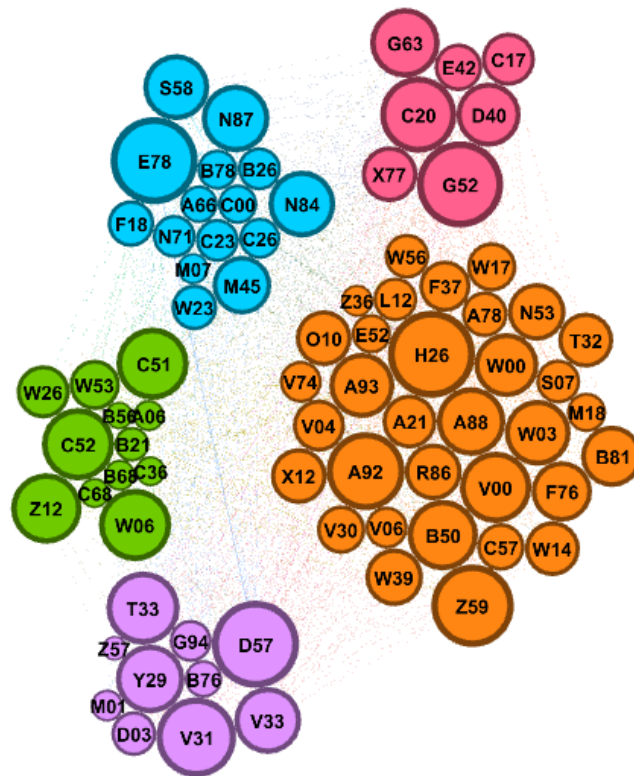 S58
N87
E78
B78
B26
A66
C00
N84
F18
N71
C23
C26
M07
M45
W23
G63
E42
C17
C20
D40
X77
G52
W56
W17
Z36
L12
F37
A78
N53
O10
E52
H26
W00
T32
V74
A93
S07
V04
A21
A88
W03
M18
X12
A92
R86
V00
F76
B81
V30
V06
B50
C57
W14
W39
Z59
C51
W26
W53
B56
A06
C52
B21
B68
C36
C68
Z12
W06
T33
Z57
G94
D57
Y29
B76
M01
D03
V31
V33